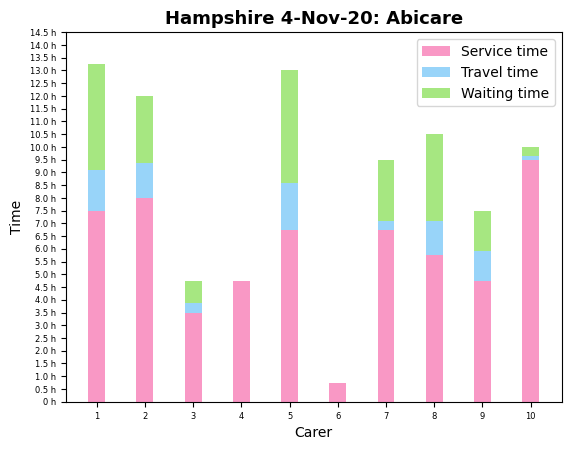 Hampshire 4-Nov-20: Abicare
Service time
Travel time
Waiting time
Time
14.5 h
14.0 h
13.5 h
13.0 h
12.5 h
12.0 h
11.5 h
11.0 h
10.5 h
10.0 h
9.5 h
9.0 h
8.5 h
8.0 h
7.5 h
7.0 h
6.5 h
6.0 h
5.5 h
5.0 h
4.5 h
4.0 h
3.5 h
3.0 h
2.5 h
2.0 h
1.5 h
1.0 h
0.5 h
0 h
1 2 3 4 5 6 7 8 9 10
Carer